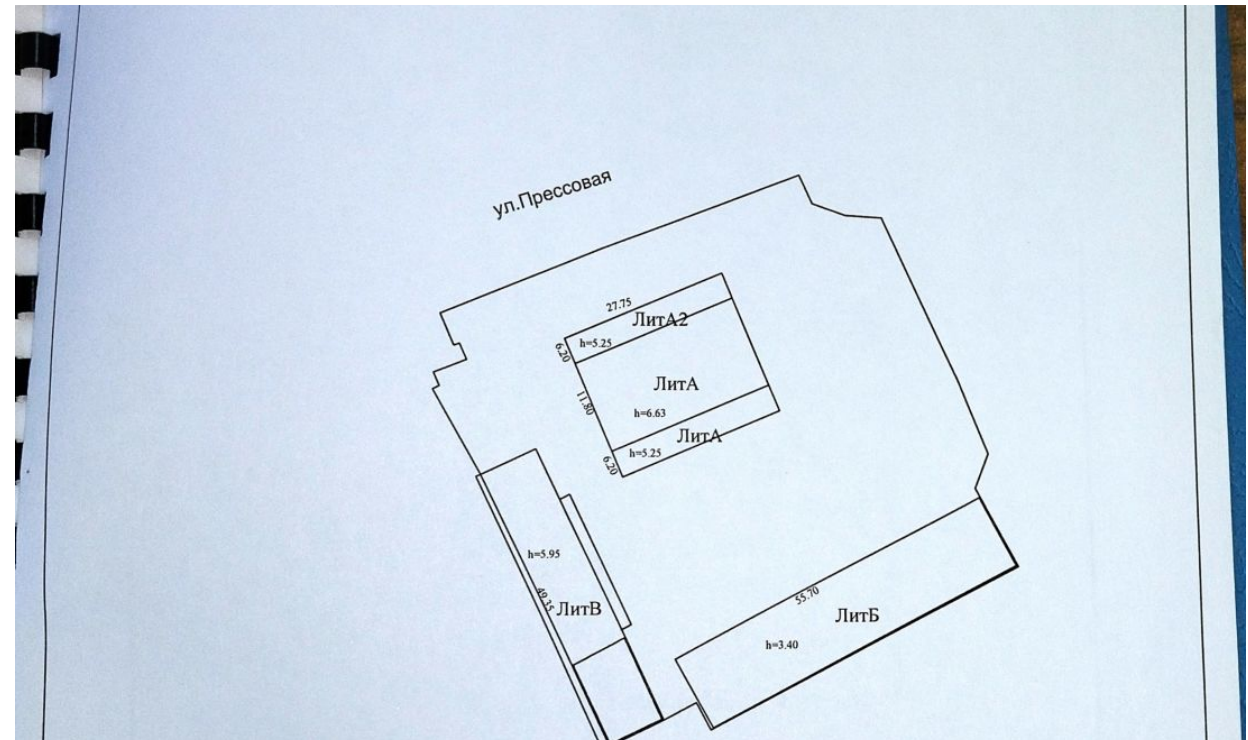 ул.Прессовая
27.75
ЛитА2
h=5.25
6.20
ЛитА
11.80
h=6.63
ЛитА
h=5.25
6.20
h=5.95
49.35
ЛитВ
55.70
ЛитБ
h=3.40